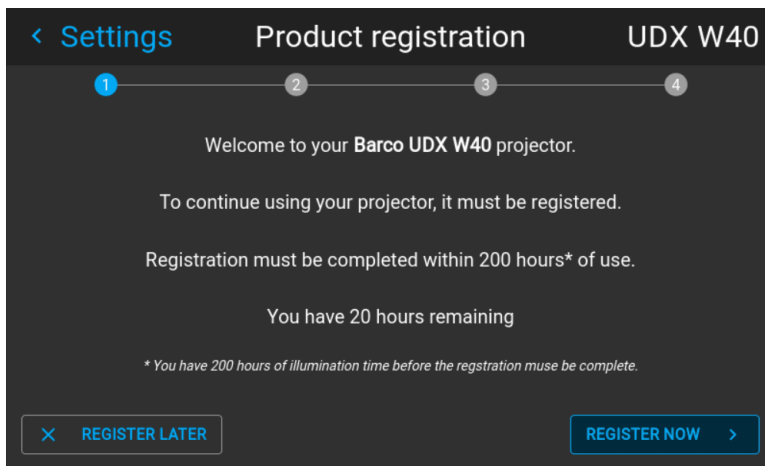 Settings
Product registration
UDX W40
1
2
3
4
Welcome to your Barco UDX W40 projector.
To continue using your projector, it must be registered.
Registration must be completed within 200 hours* of use.
You have 20 hours remaining
* You have 200 hours of illumination time before the regstration muse be complete.
REGISTER LATER
REGISTER NOW